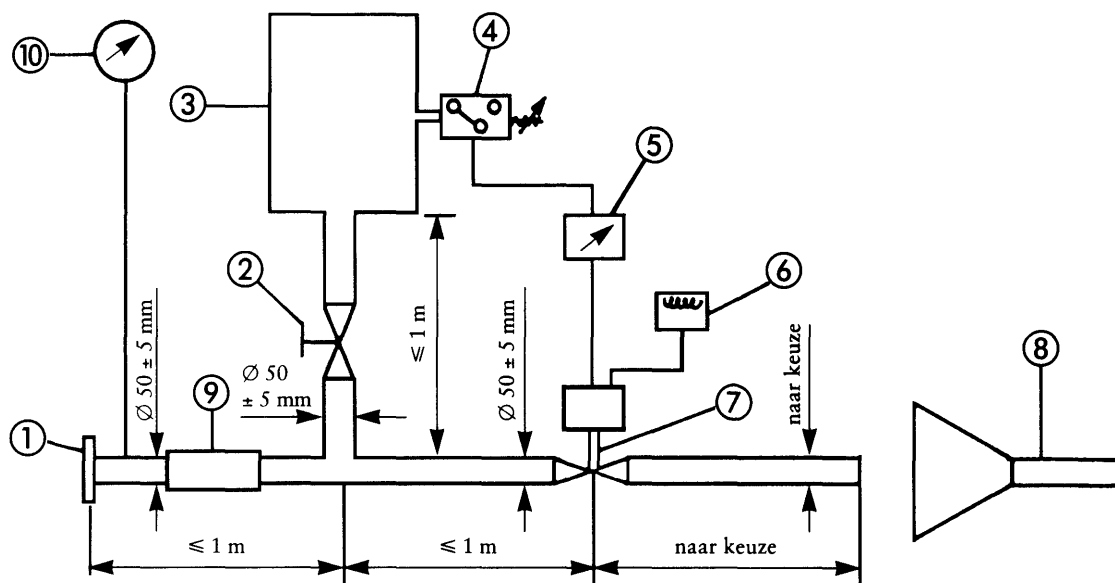 10
3
4
5
2
6
≤ 1 m
Ø 50 ± 5 mm
Ø 50
± 5 mm
Ø 50 ± 5 mm
naar keuze
9
7
8
1
≤ 1 m
≤ 1 m
naar keuze